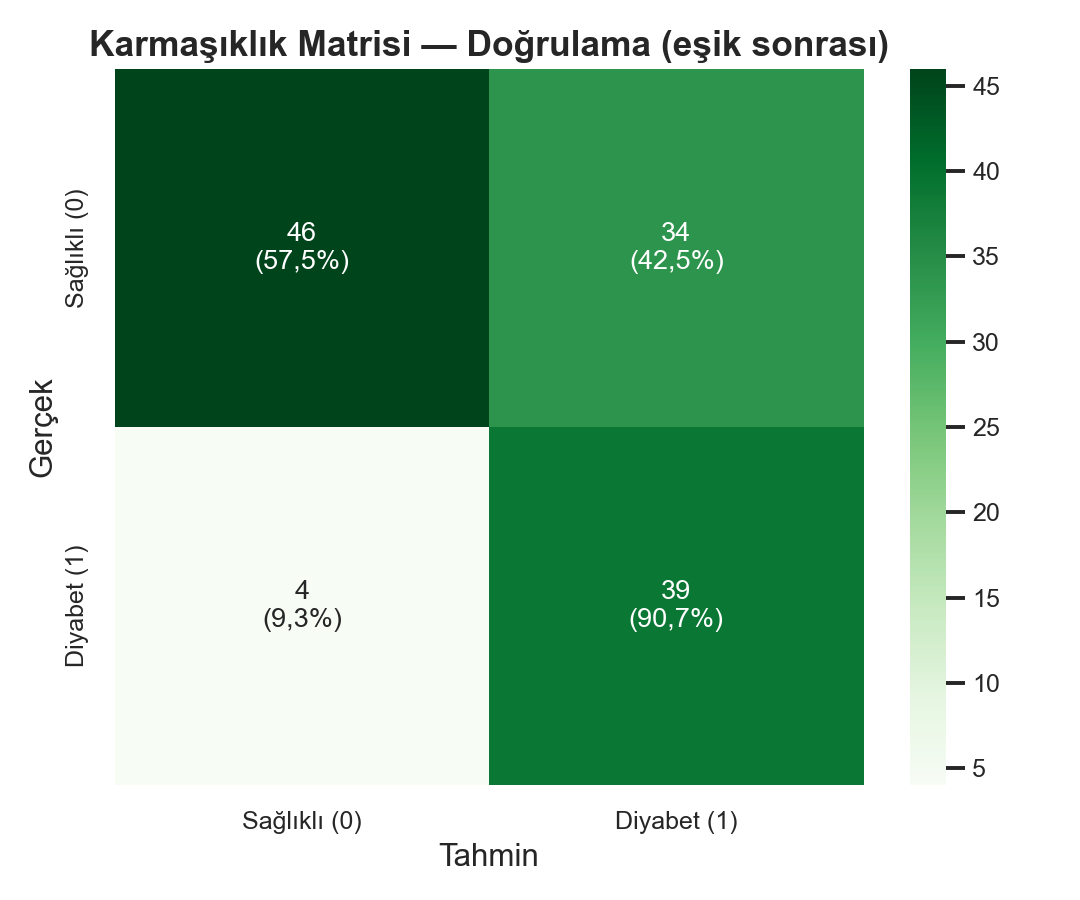 Karmaşıklık Matrisi — Doğrulama (eşik sonrası)
Gerçek
Sağlıklı (0)
46
(57,5%)
34
(42,5%)
Diyabet (1)
4
(9,3%)
39
(90,7%)
Sağlıklı (0)
Diyabet (1)
Tahmin
45
40
35
30
25
20
15
10
5